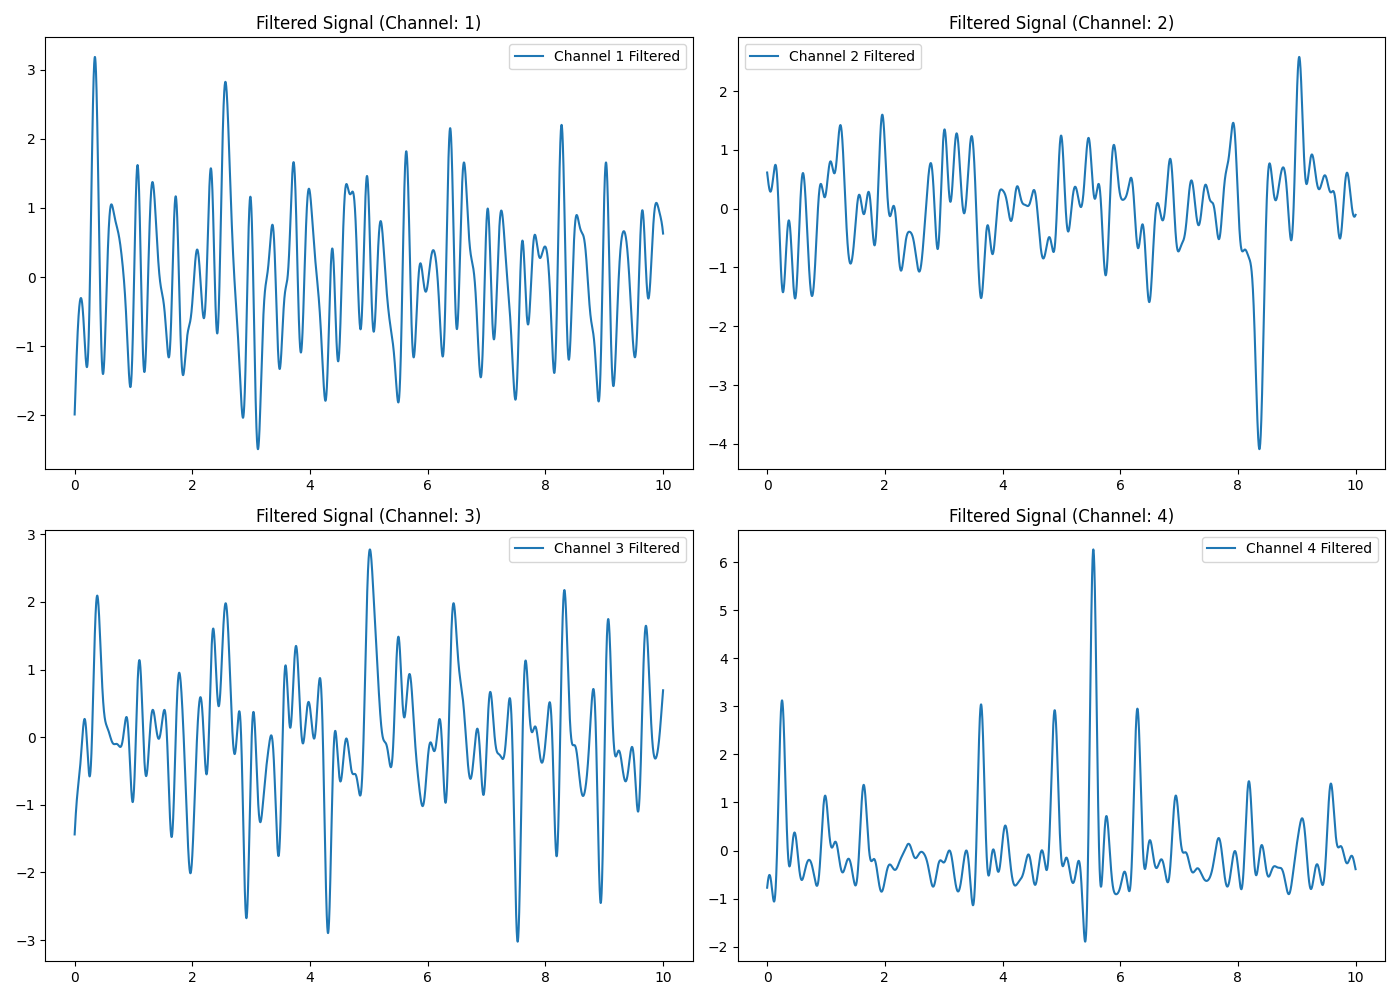 Filtered Signal (Channel: 1)
Channel 1 Filtered
3
2
1
0
−1
−2
0 2 4 6 8 10
Filtered Signal (Channel: 2)
Channel 2 Filtered
2
1
0
−1
−2
−3
−4
0 2 4 6 8 10
Filtered Signal (Channel: 3)
Channel 3 Filtered
3
2
1
0
−1
−2
−3
0 2 4 6 8 10
Filtered Signal (Channel: 4)
Channel 4 Filtered
6
5
4
3
2
1
0
−1
−2
0 2 4 6 8 10